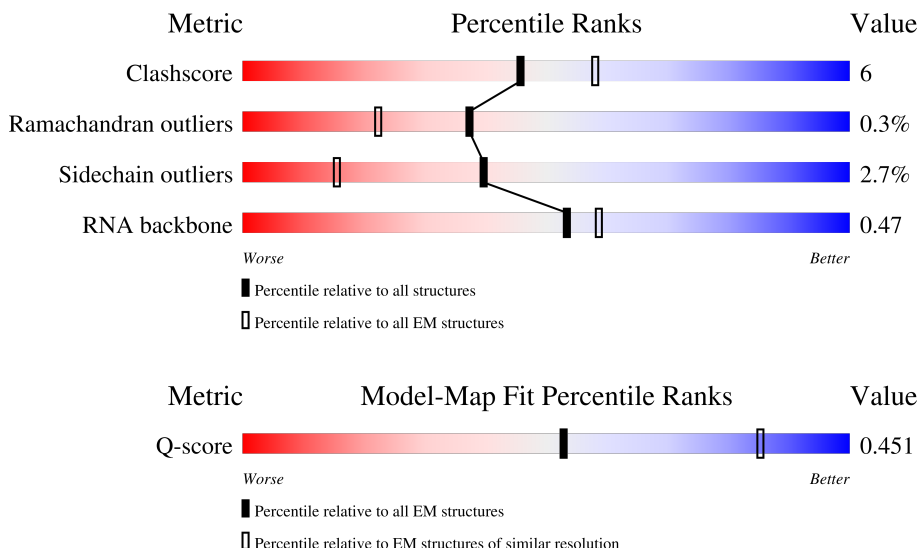 Metric Percentile Ranks Value
Clashscore 6
Ramachandran outliers 0.3%
Sidechain outliers 2.7%
RNA backbone 0.47
Worse Better
Percentile relative to all structures
Percentile relative to all EM structures
Metric Model-Map Fit Percentile Ranks Value
Q-score 0.451
Worse Better
Percentile relative to all EM structures
Percentile relative to EM structures of similar resolution